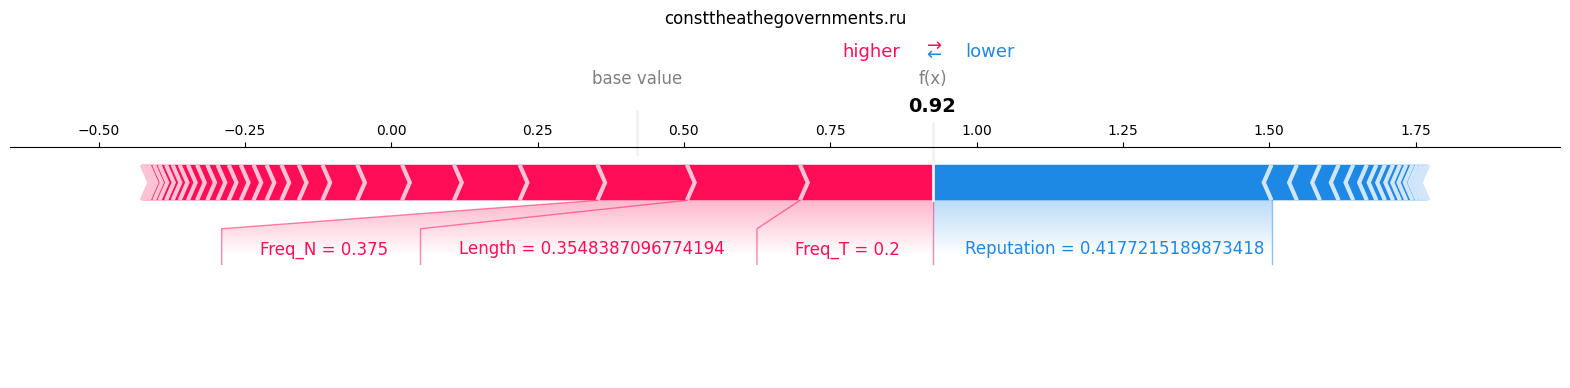 consttheathegovernments.ru
higher ⇄ lower
base value f(x)
0.92
−0.50 −0.25 0.00 0.25 0.50 0.75 1.00 1.25 1.50 1.75
Freq_N = 0.375 Length = 0.3548387096774194 Freq_T = 0.2 Reputation = 0.4177215189873418